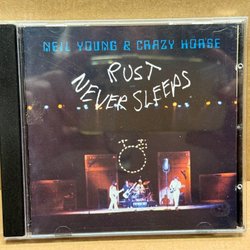 NEIL YOUNG & CRAZY HORSE
RUST
NEVER SLEEPS